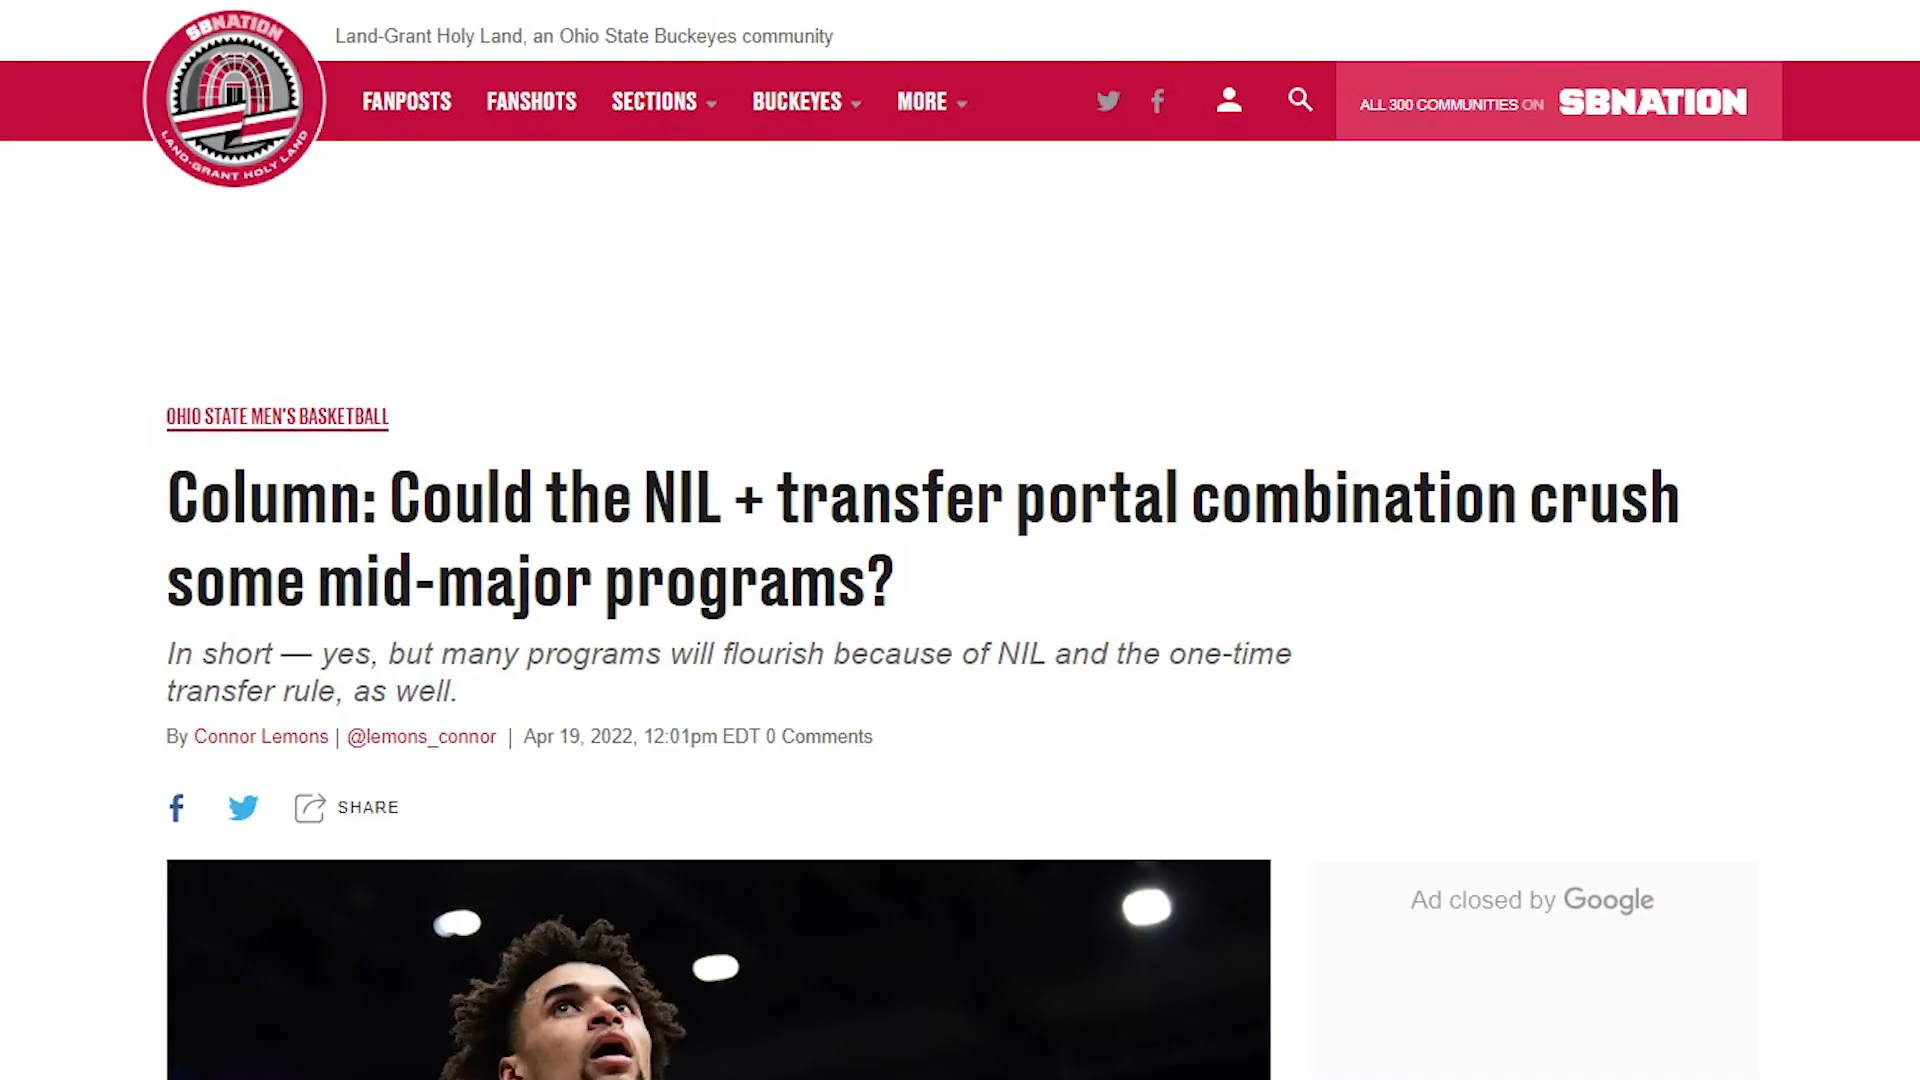 SBNATION
LAND-GRANT HOLY LAND
Land-Grant Holy Land, an Ohio State Buckeyes community
FANPOSTS FANSHOTS SECTIONS BUCKEYES MORE
ALL 300 COMMUNITIES ON SBNATION
OHIO STATE MEN'S BASKETBALL
Column: Could the NIL + transfer portal combination crush
some mid-major programs?
In short — yes, but many programs will flourish because of NIL and the one-time
transfer rule, as well.
By Connor Lemons | @lemons_connor | Apr 19, 2022, 12:01pm EDT 0 Comments
SHARE
Ad closed by Google